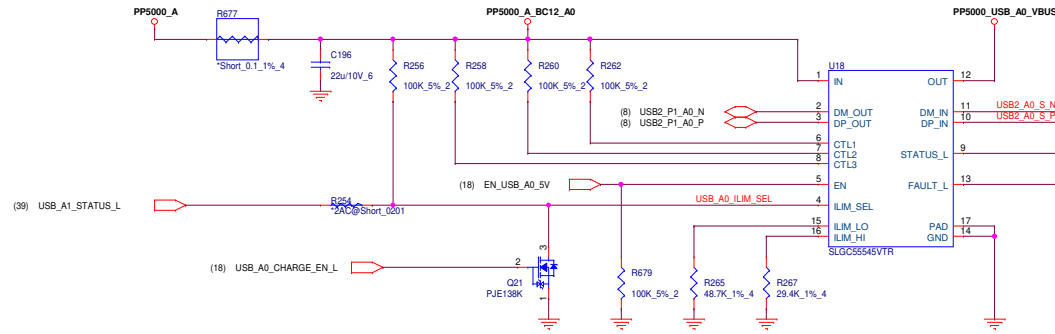 PP5000_A
R677
*Short_0.1_1%_4
PP5000_A_BC12_A0
PP5000_USB_A0_VBUS
C196
22u/10V_6
R256
100K_5%_2
R258
100K_5%_2
R260
100K_5%_2
R262
100K_5%_2
U18
1 IN OUT 12
(8) USB2_P1_A0_N 2 DM_OUT DM_IN 11 USB2_A0_S_N
(8) USB2_P1_A0_P 3 DP_OUT DP_IN 10 USB2_A0_S_P
6 CTL1
7 CTL2 STATUS_L 9
8 CTL3
(18) EN_USB_A0_5V 5 EN FAULT_L 13
(39) USB_A1_STATUS_L R254 USB_A0_ILIM_SEL 4 ILIM_SEL
*2AC@Short_0201
15 ILIM_LO PAD 17
16 ILIM_HI GND 14
SLGC55545VTR
(18) USB_A0_CHARGE_EN_L 2
3
1
Q21
PJE138K
R679
100K_5%_2
R265
48.7K_1%_4
R267
29.4K_1%_4